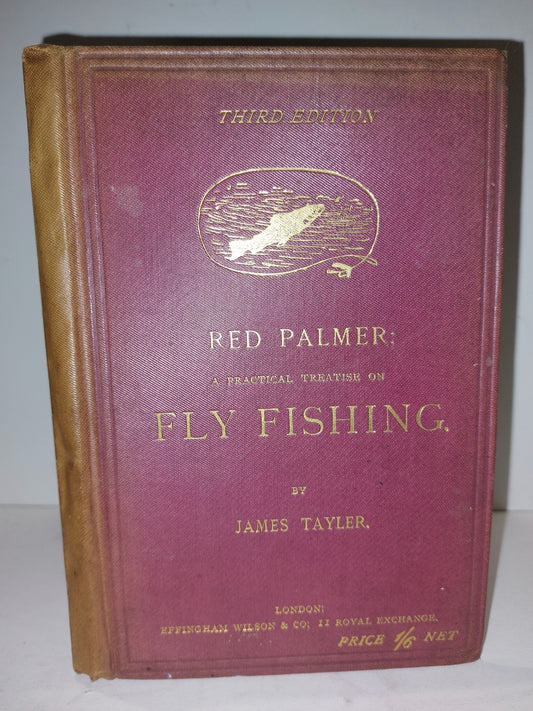 THIRD EDITION
RED PALMER:
A PRACTICAL TREATISE ON
FLY FISHING.
BY
JAMES TAYLER.
LONDON:
EFFINGHAM WILSON & CO; 11 ROYAL EXCHANGE.
PRICE 1/6 NET